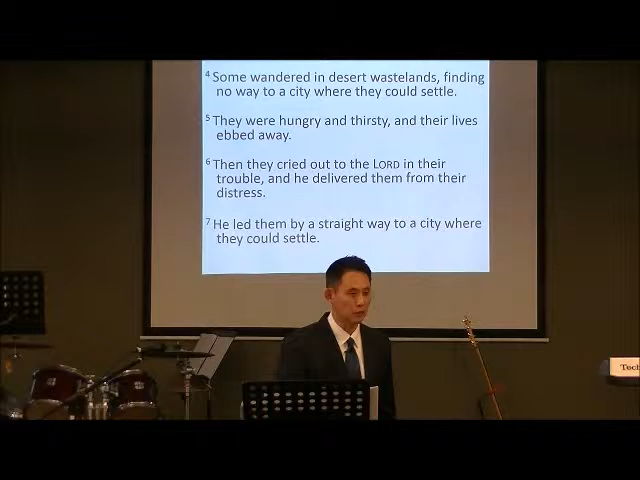 4 Some wandered in desert wastelands, finding
no way to a city where they could settle.
5 They were hungry and thirsty, and their lives
ebbed away.
6 Then they cried out to the LORD in their
trouble, and he delivered them from their
distress.
7 He led them by a straight way to a city where
they could settle.
Tech